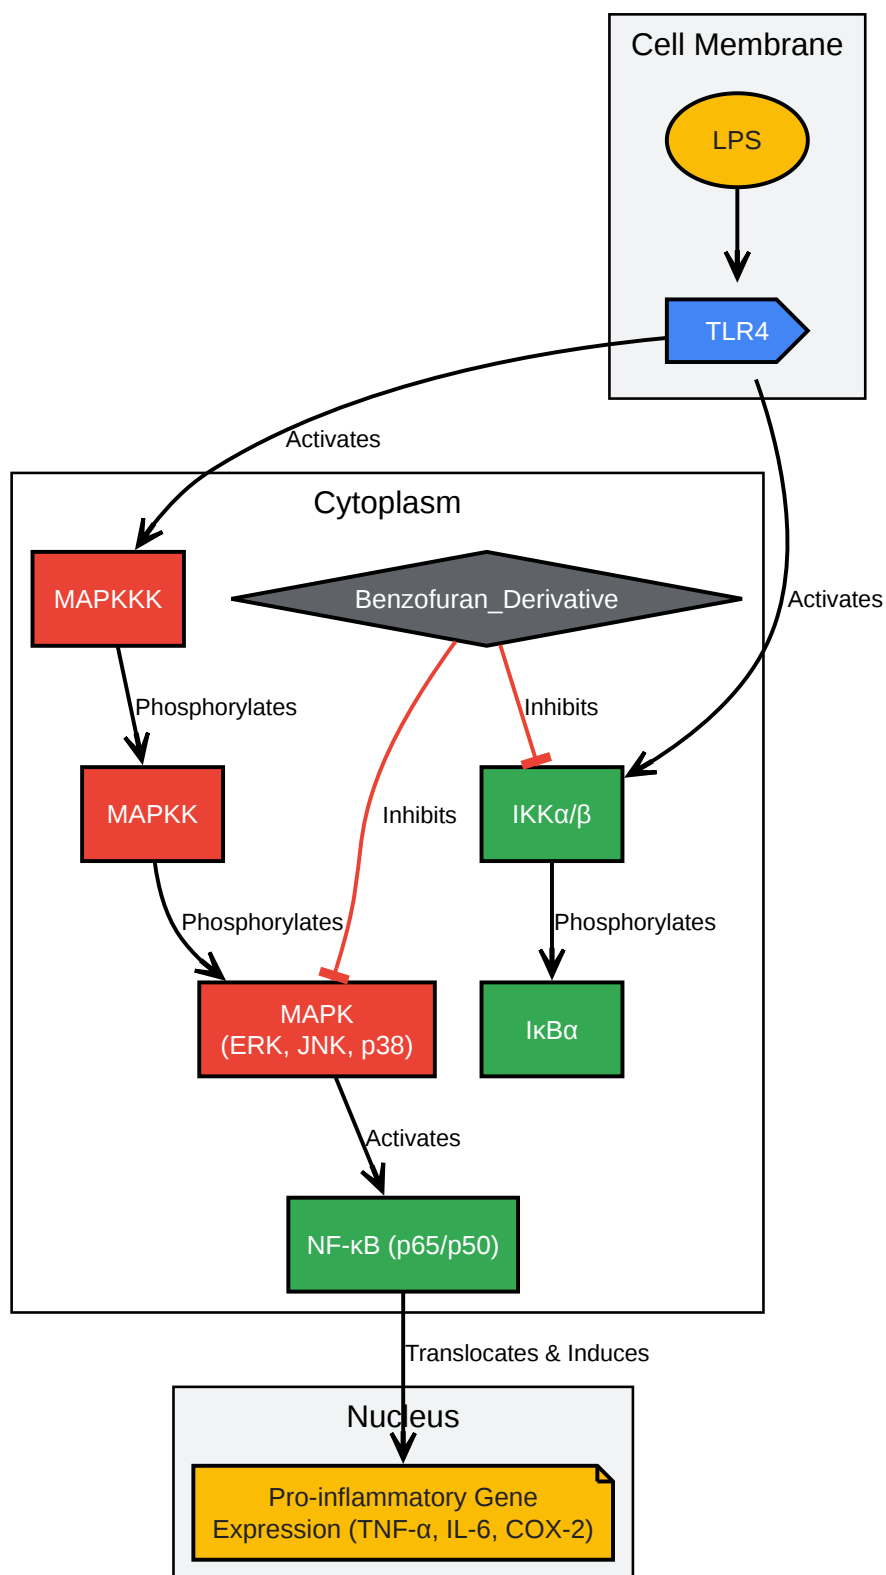 Cell Membrane
LPS
TLR4
Activates
Cytoplasm
MAPKKK
Benzofuran_Derivative
Activates
Phosphorylates
Inhibits
MAPKK
Inhibits
IKKα/β
Phosphorylates
Phosphorylates
MAPK
(ERK, JNK, p38)
IκBα
Activates
NF-κB (p65/p50)
Translocates & Induces
Nucleus
Pro-inflammatory Gene
Expression (TNF-α, IL-6, COX-2)